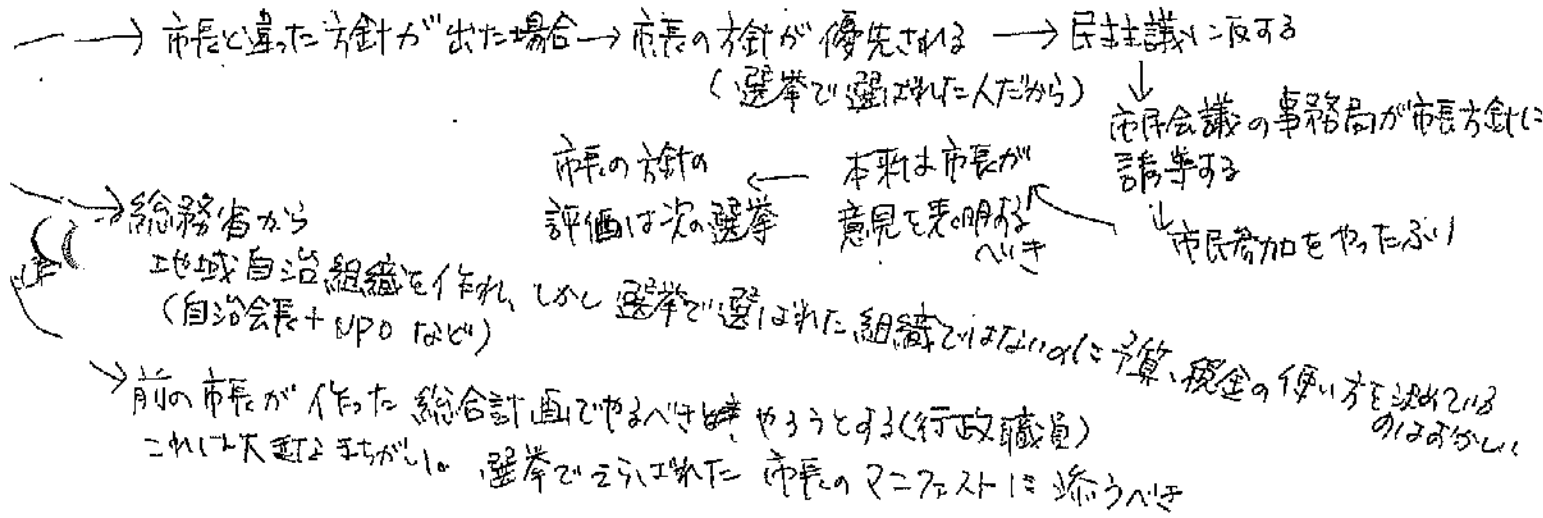 → 市長と違った方針が出た場合 → 市長の方針が優先される → 民主主義に反する
(選挙で選ばれた人だから)
↓
市民会議の事務局が市長方針に
誘導する
↓
市民参加をやったふり
本来は市長が
意見を表明する
べき
←
市長の方針の
評価は次の選挙
→ 総務省から
地域自治組織を作れ、しかし選挙で選ばれた組織ではないのに予算、税金の使い方を決めている
のはおかしい
(自治会長+NPOなど)
→ 前の市長が作った総合計画でやるべき やろうとする(行政職員)
これは大きなまちがい。選挙でえらばれた市長のマニフェストに添うべき